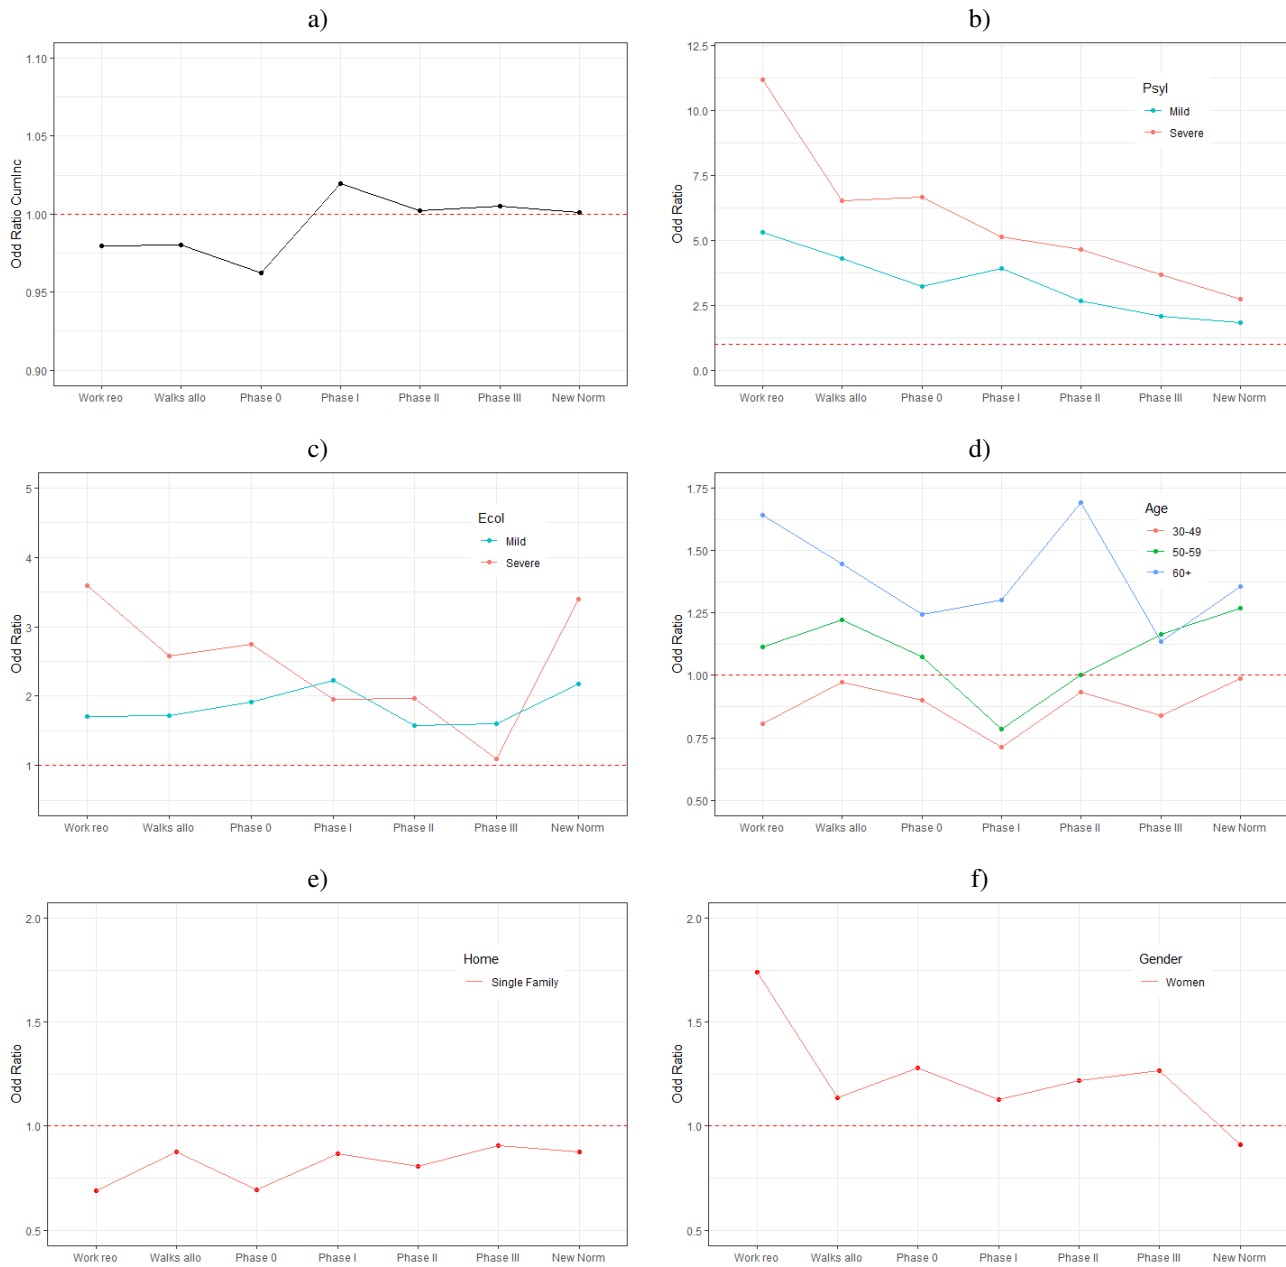 a)
Odd Ratio CumInc
1.10
1.05
1.00
0.95
0.90
Work reo Walks allo Phase 0 Phase I Phase II Phase III New Norm
b)
Odd Ratio
12.5
10.0
7.5
5.0
2.5
0.0
Psyl
Mild
Severe
Work reo Walks allo Phase 0 Phase I Phase II Phase III New Norm
c)
Odd Ratio
5
4
3
2
1
Ecol
Mild
Severe
Work reo Walks allo Phase 0 Phase I Phase II Phase III New Norm
d)
Odd Ratio
1.75
1.50
1.25
1.00
0.75
0.50
Age
30-49
50-59
60+
Work reo Walks allo Phase 0 Phase I Phase II Phase III New Norm
e)
Odd Ratio
2.0
1.5
1.0
0.5
Home
Single Family
Work reo Walks allo Phase 0 Phase I Phase II Phase III New Norm
f)
Odd Ratio
2.0
1.5
1.0
0.5
Gender
Women
Work reo Walks allo Phase 0 Phase I Phase II Phase III New Norm